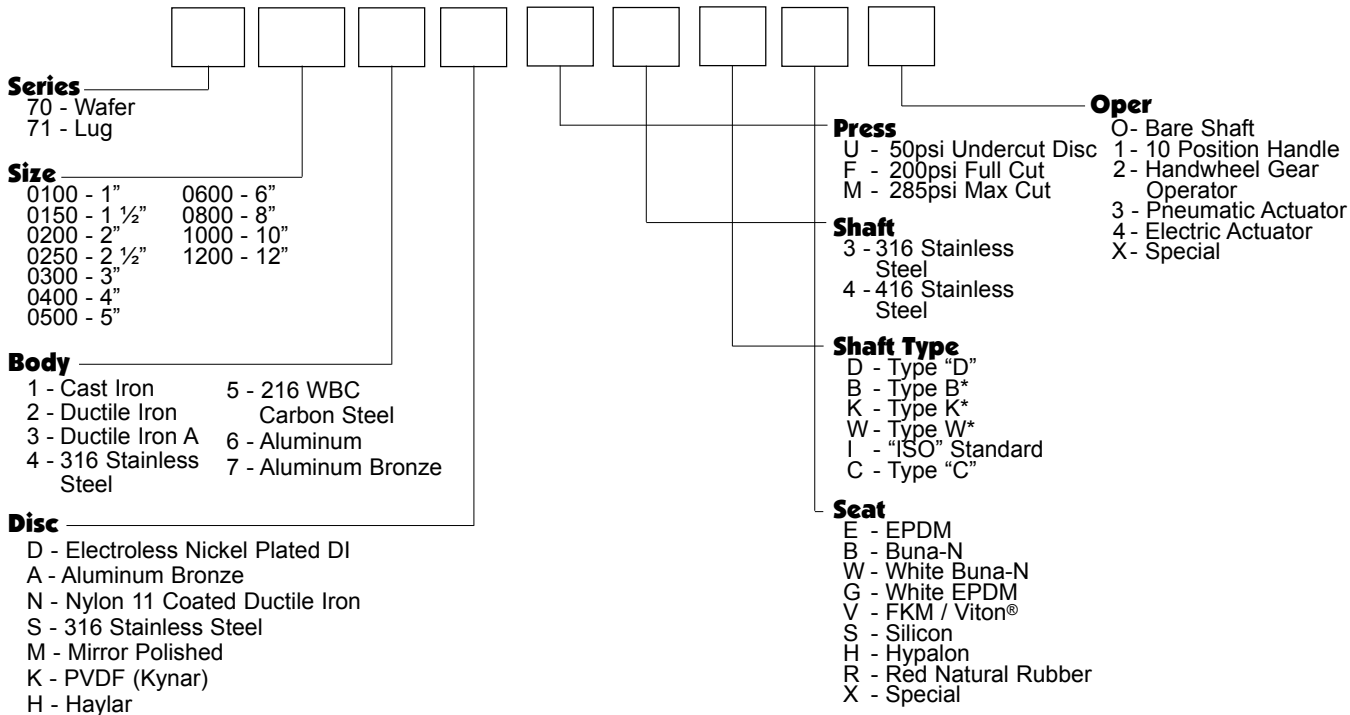 Series
70 - Wafer
71 - Lug
Size
0100 - 1”
0150 - 1 ½”
0200 - 2”
0250 - 2 ½”
0300 - 3”
0400 - 4”
0500 - 5”
0600 - 6”
0800 - 8”
1000 - 10”
1200 - 12”
Body
1 - Cast Iron
2 - Ductile Iron
3 - Ductile Iron A
4 - 316 Stainless
Steel
5 - 216 WBC
Carbon Steel
6 - Aluminum
7 - Aluminum Bronze
Disc
D - Electroless Nickel Plated DI
A - Aluminum Bronze
N - Nylon 11 Coated Ductile Iron
S - 316 Stainless Steel
M - Mirror Polished
K - PVDF (Kynar)
H - Haylar
Press
U - 50psi Undercut Disc
F - 200psi Full Cut
M - 285psi Max Cut
Shaft
3 - 316 Stainless
Steel
4 - 416 Stainless
Steel
Shaft Type
D - Type “D”
B - Type B*
K - Type K*
W - Type W*
I - “ISO” Standard
C - Type “C”
Seat
E - EPDM
B - Buna-N
W - White Buna-N
G - White EPDM
V - FKM / Viton®
S - Silicon
H - Hypalon
R - Red Natural Rubber
X - Special
Oper
O- Bare Shaft
1 - 10 Position Handle
2 - Handwheel Gear
Operator
3 - Pneumatic Actuator
4 - Electric Actuator
X - Special